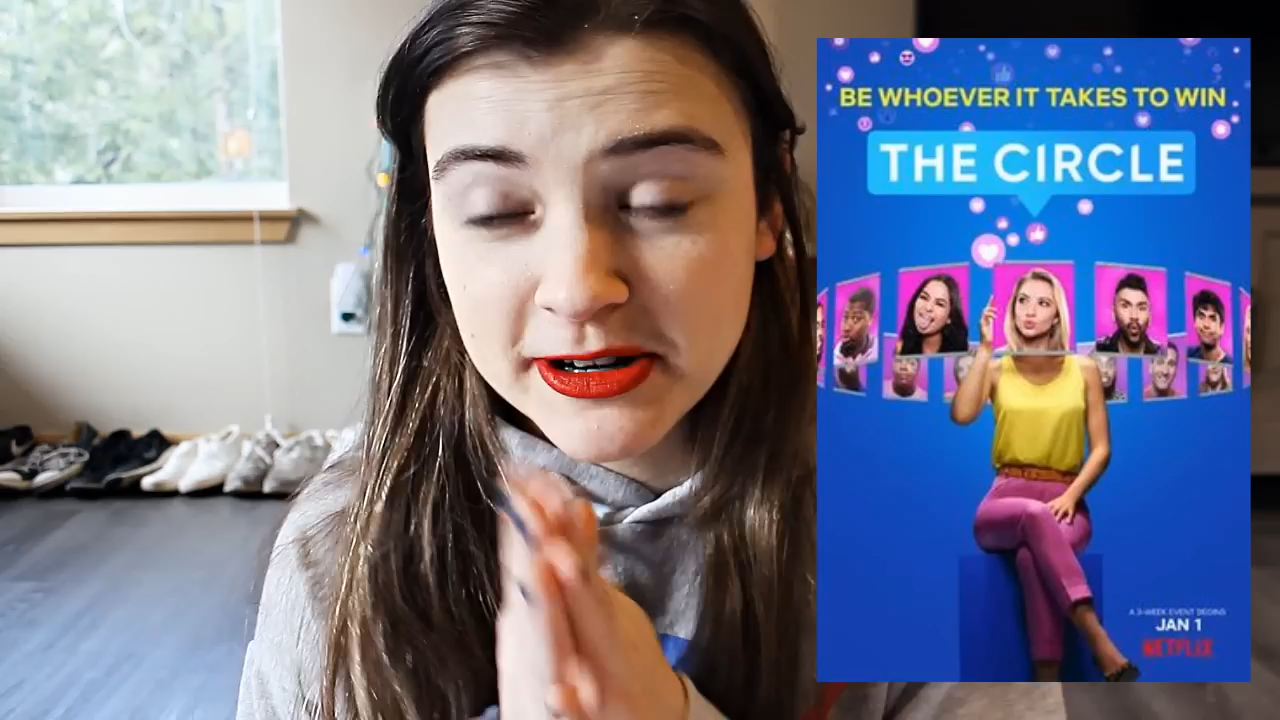 BE WHOEVER IT TAKES TO WIN
THE CIRCLE
A 3-WEEK EVENT BEGINS
JAN 1
NETFLIX